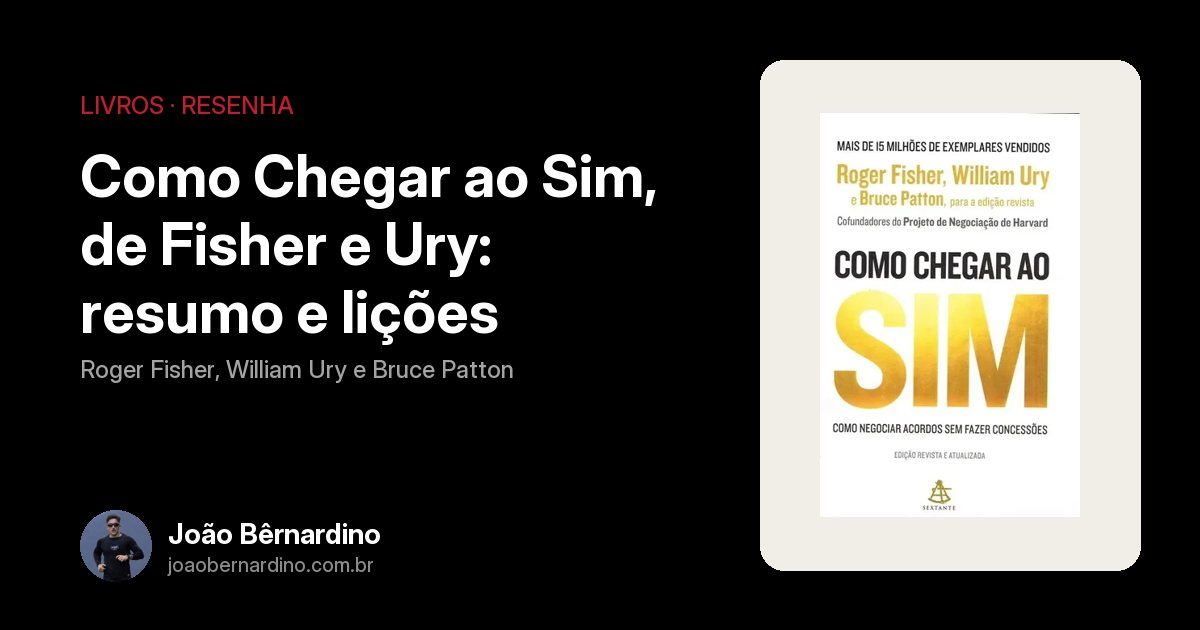 LIVROS · RESENHA
Como Chegar ao Sim,
de Fisher e Ury:
resumo e lições
Roger Fisher, William Ury e Bruce Patton
João Bêrnardino
joaobernardino.com.br
MAIS DE 15 MILHÕES DE EXEMPLARES VENDIDOS
Roger Fisher, William Ury
e Bruce Patton, para a edição revista
Cofundadores do Projeto de Negociação de Harvard
COMO CHEGAR AO
SIM
COMO NEGOCIAR ACORDOS SEM FAZER CONCESSÕES
EDIÇÃO REVISTA E ATUALIZADA
SEXTANTE